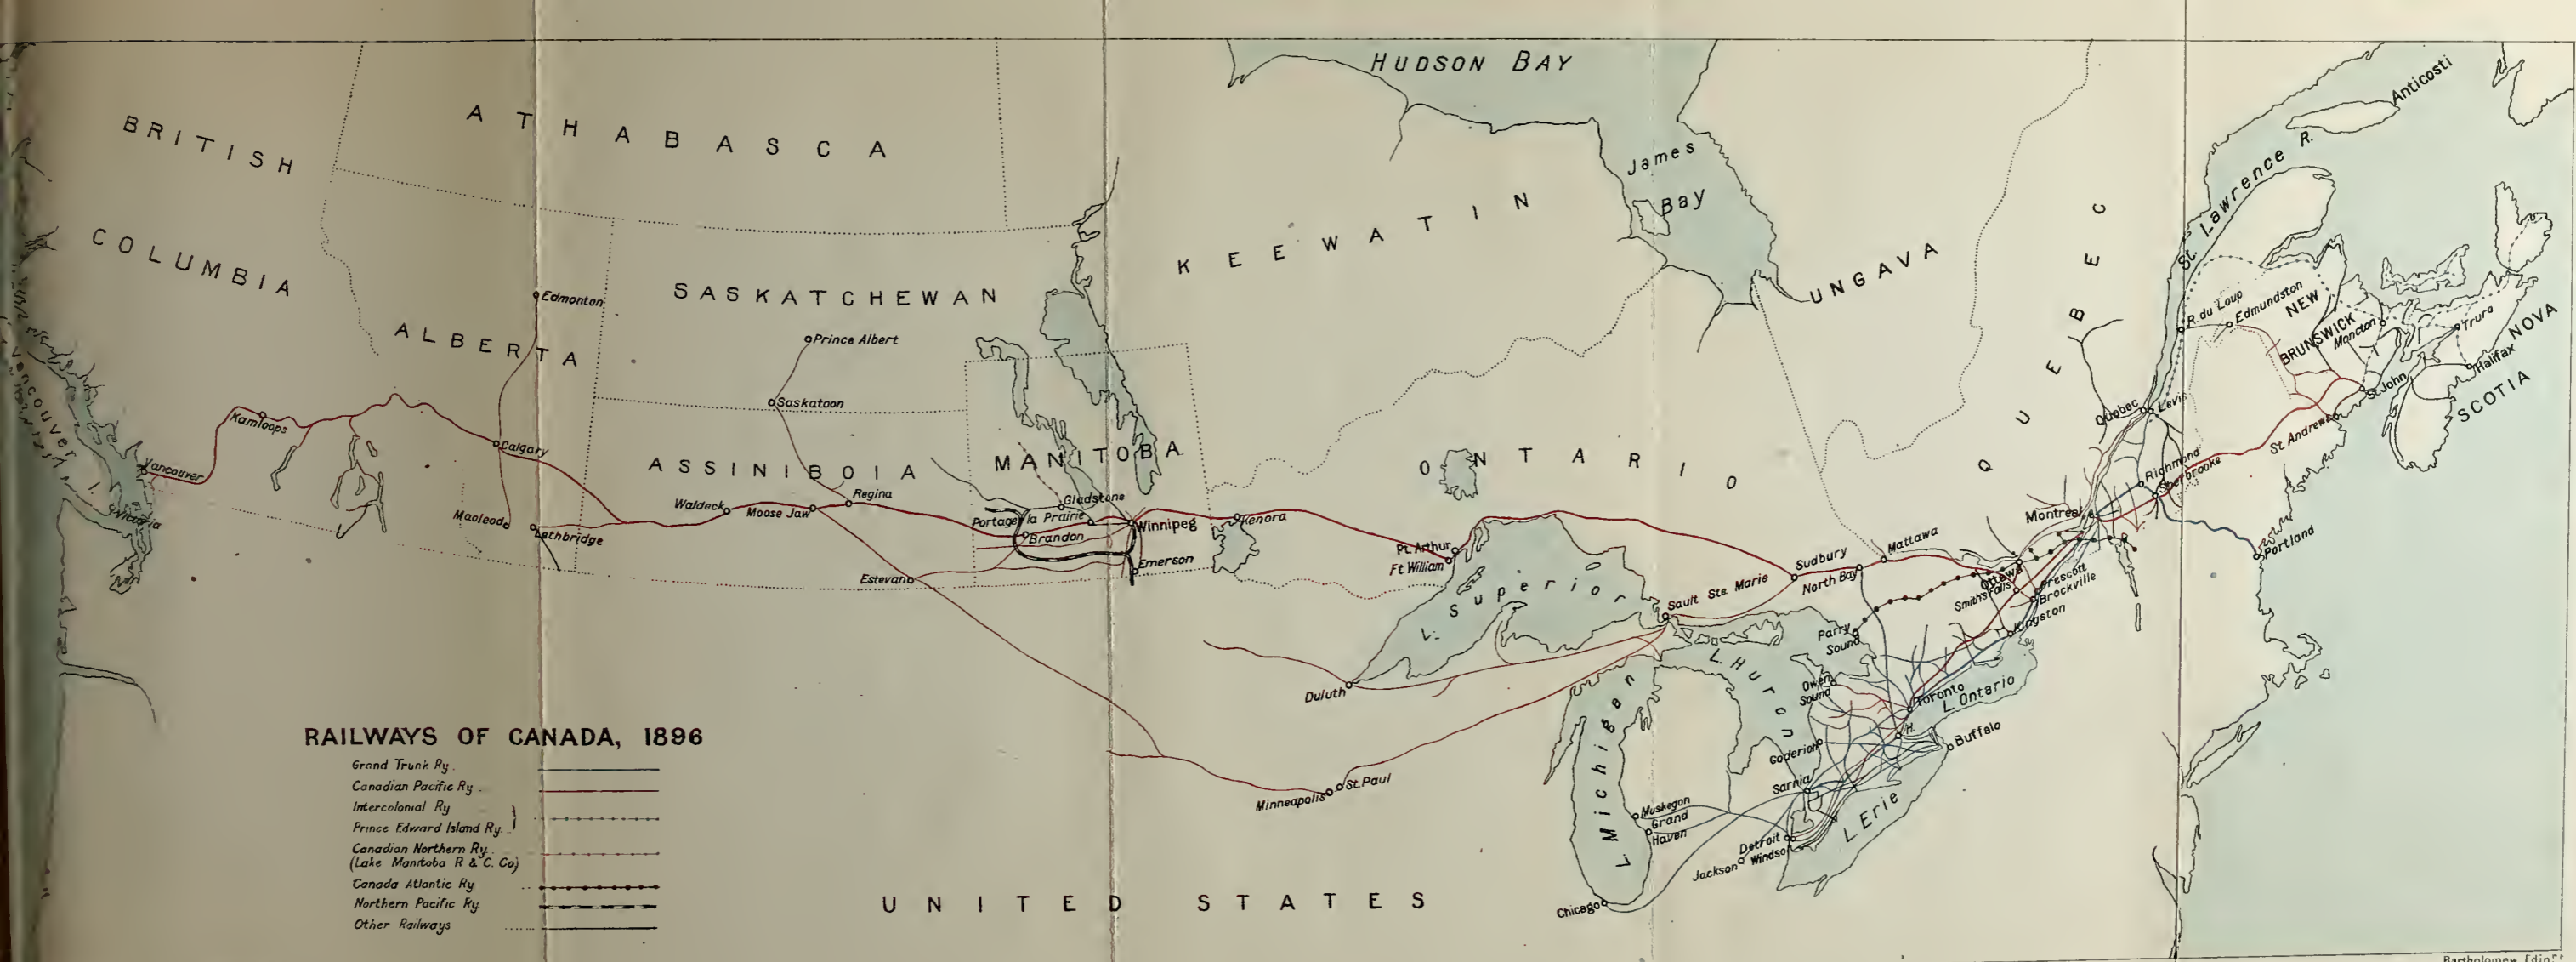 HUDSON BAY
Anticosti
St. Lawrence R.
BRITISH
COLUMBIA
ATHABASCA
James
Bay
KEEWATIN
UNGAVA
QUEBEC
ALBERTA
SASKATCHEWAN
ASSINIBOIA
MANITOBA
ONTARIO
NEW
BRUNSWICK
NOVA
SCOTIA
Edmonton
Prince Albert
Saskatoon
Kamloops
Calgary
Vancouver
Vancouver I.
Victoria
Macleod
Lethbridge
Waldeck
Moose Jaw
Regina
Gladstone
Portage la Prairie
Brandon
Winnipeg
Emerson
Estevan
Kenora
Pt. Arthur
Ft William
L. Superior
Sault Ste. Marie
Sudbury
North Bay
Mattawa
Ottawa
Smiths Falls
Prescott
Brockville
Kingston
Montreal
Richmond
Sherbrooke
Quebec
Levis
R. du Loup
Edmundston
Moncton
Truro
Halifax
St. John
St. Andrews
Portland
Parry
Sound
L. Huron
Owen
Sound
Toronto
L. Ontario
H.
Buffalo
Goderich
Sarnia
L. Erie
Detroit
Windsor
Jackson
L. Michigan
Muskegon
Grand
Haven
Chicago
Duluth
Minneapolis
St. Paul
UNITED STATES
RAILWAYS OF CANADA, 1896
Grand Trunk Ry.
Canadian Pacific Ry.
Intercolonial Ry
Prince Edward Island Ry.
Canadian Northern Ry.
(Lake Manitoba R & C. Co)
Canada Atlantic Ry
Northern Pacific Ry.
Other Railways
Bartholomew, Edinr.